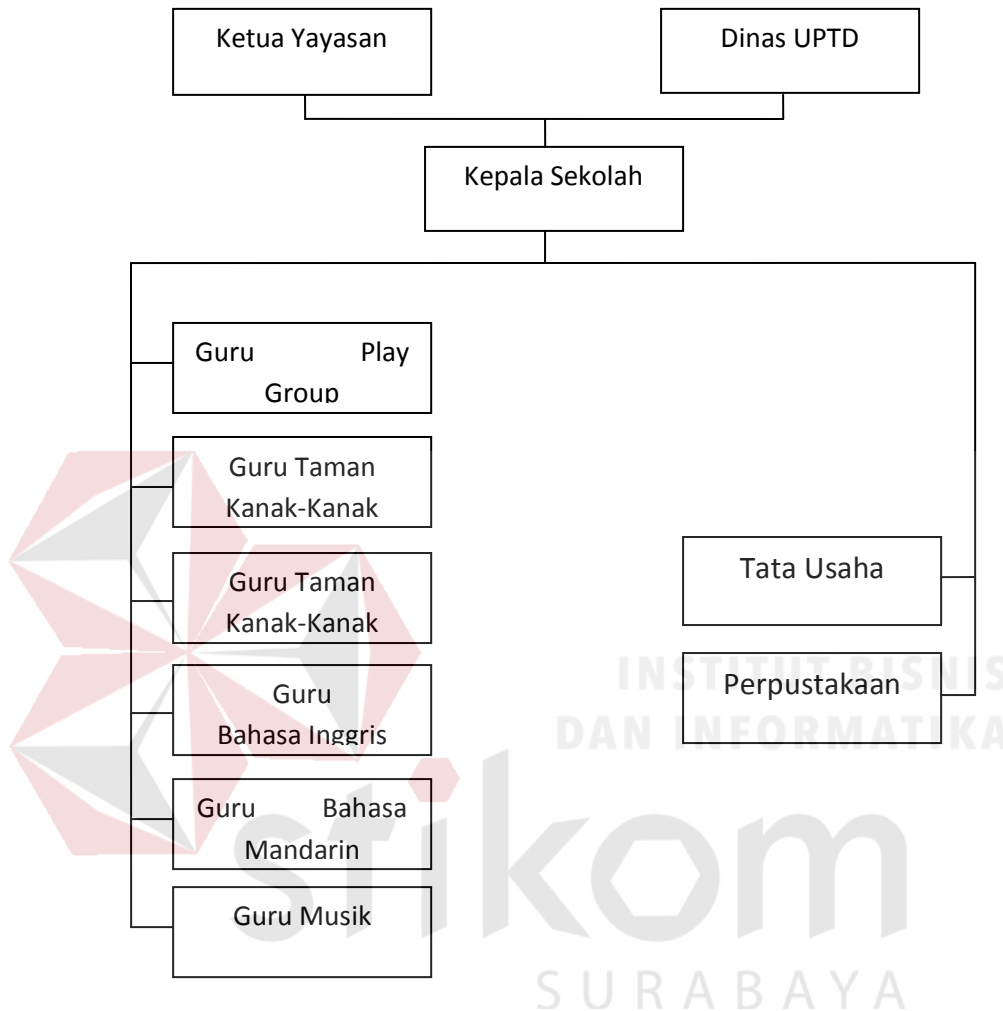 Ketua Yayasan
Dinas UPTD
Kepala Sekolah
Guru Play
Group
Guru Taman
Kanak-Kanak
Guru Taman
Kanak-Kanak
Guru
Bahasa Inggris
Guru Bahasa
Mandarin
Guru Musik
Tata Usaha
Perpustakaan
INSTITUT BISNIS
DAN INFORMATIKA
stikom
SURABAYA